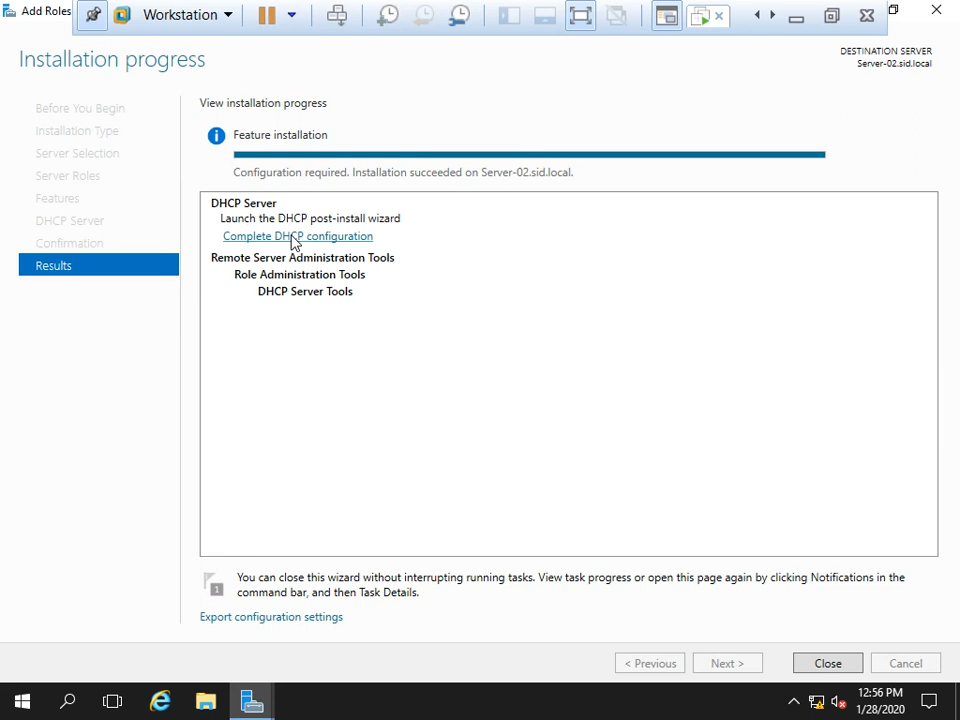 Add Roles
Workstation
Installation progress
DESTINATION SERVER
Server-02.sid.local
Before You Begin
Installation Type
Server Selection
Server Roles
Features
DHCP Server
Confirmation
Results
View installation progress
Feature installation
Configuration required. Installation succeeded on Server-02.sid.local.
DHCP Server
Launch the DHCP post-install wizard
Complete DHCP configuration
Remote Server Administration Tools
Role Administration Tools
DHCP Server Tools
1
You can close this wizard without interrupting running tasks. View task progress or open this page again by clicking Notifications in the
command bar, and then Task Details.
Export configuration settings
< Previous
Next >
Close
Cancel
12:56 PM
1/28/2020